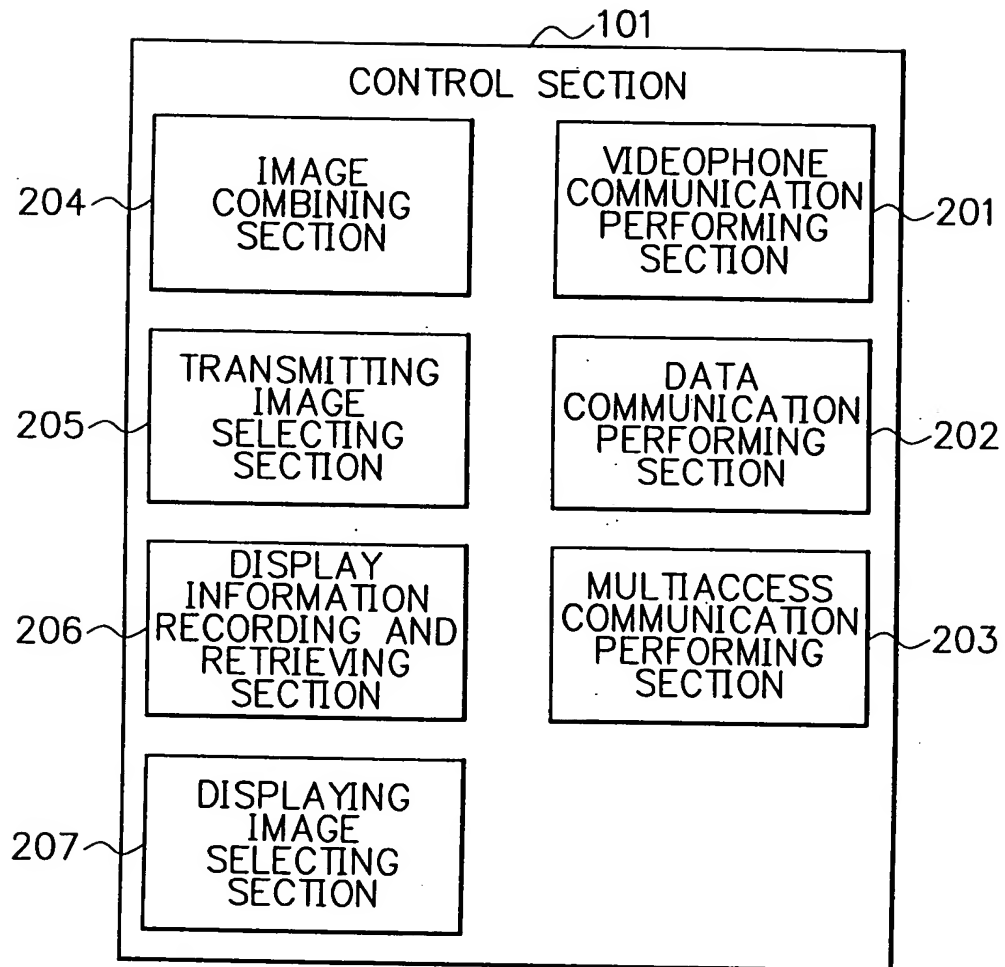 101
CONTROL SECTION
204
IMAGE
COMBINING
SECTION
VIDEOPHONE
COMMUNICATION
PERFORMING
SECTION
201
205
TRANSMITTING
IMAGE
SELECTING
SECTION
DATA
COMMUNICATION
PERFORMING
SECTION
202
206
DISPLAY
INFORMATION
RECORDING AND
RETRIEVING
SECTION
MULTIACCESS
COMMUNICATION
PERFORMING
SECTION
203
207
DISPLAYING
IMAGE
SELECTING
SECTION